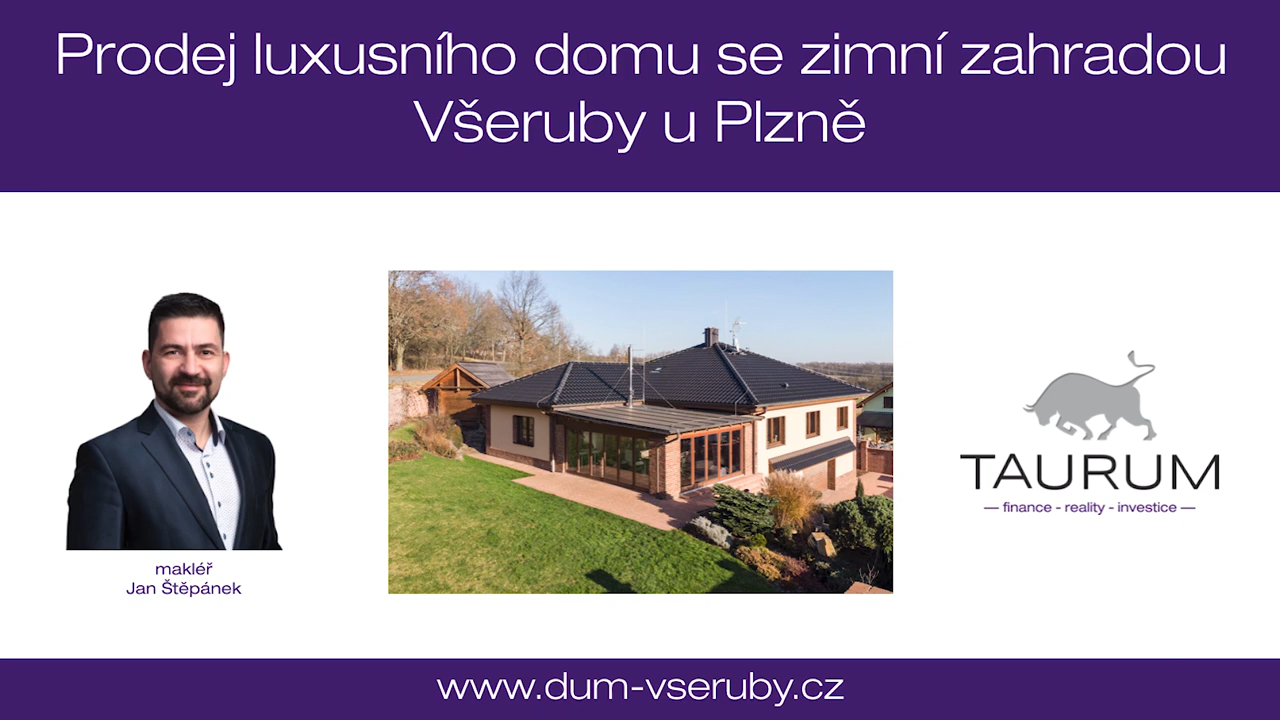 Prodej luxusního domu se zimní zahradou
Všeruby u Plzně
makléř
Jan Štěpánek
TAURUM
— finance - reality - investice —
www.dum-vseruby.cz